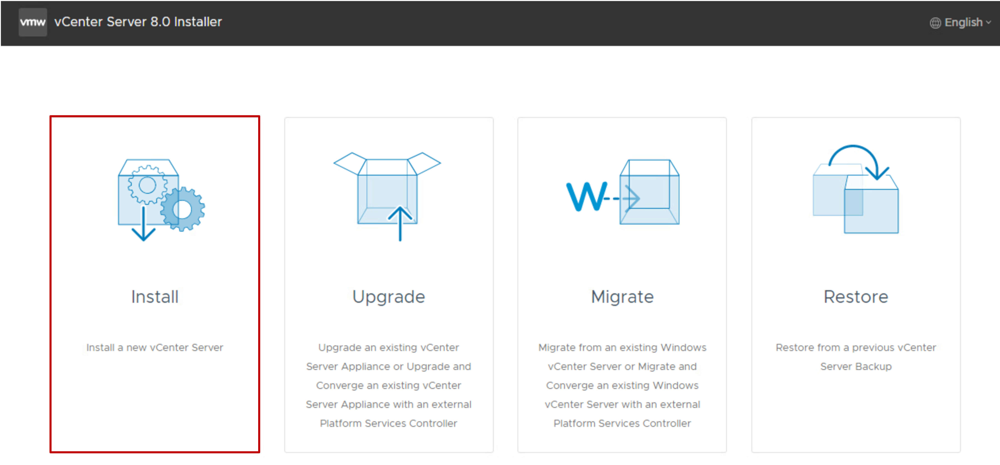 vmw vCenter Server 8.0 Installer
English
Install
Install a new vCenter Server
Upgrade
Upgrade an existing vCenter
Server Appliance or Upgrade and
Converge an existing vCenter
Server Appliance with an external
Platform Services Controller
W
Migrate
Migrate from an existing Windows
vCenter Server or Migrate and
Converge an existing Windows
vCenter Server with an external
Platform Services Controller
Restore
Restore from a previous vCenter
Server Backup